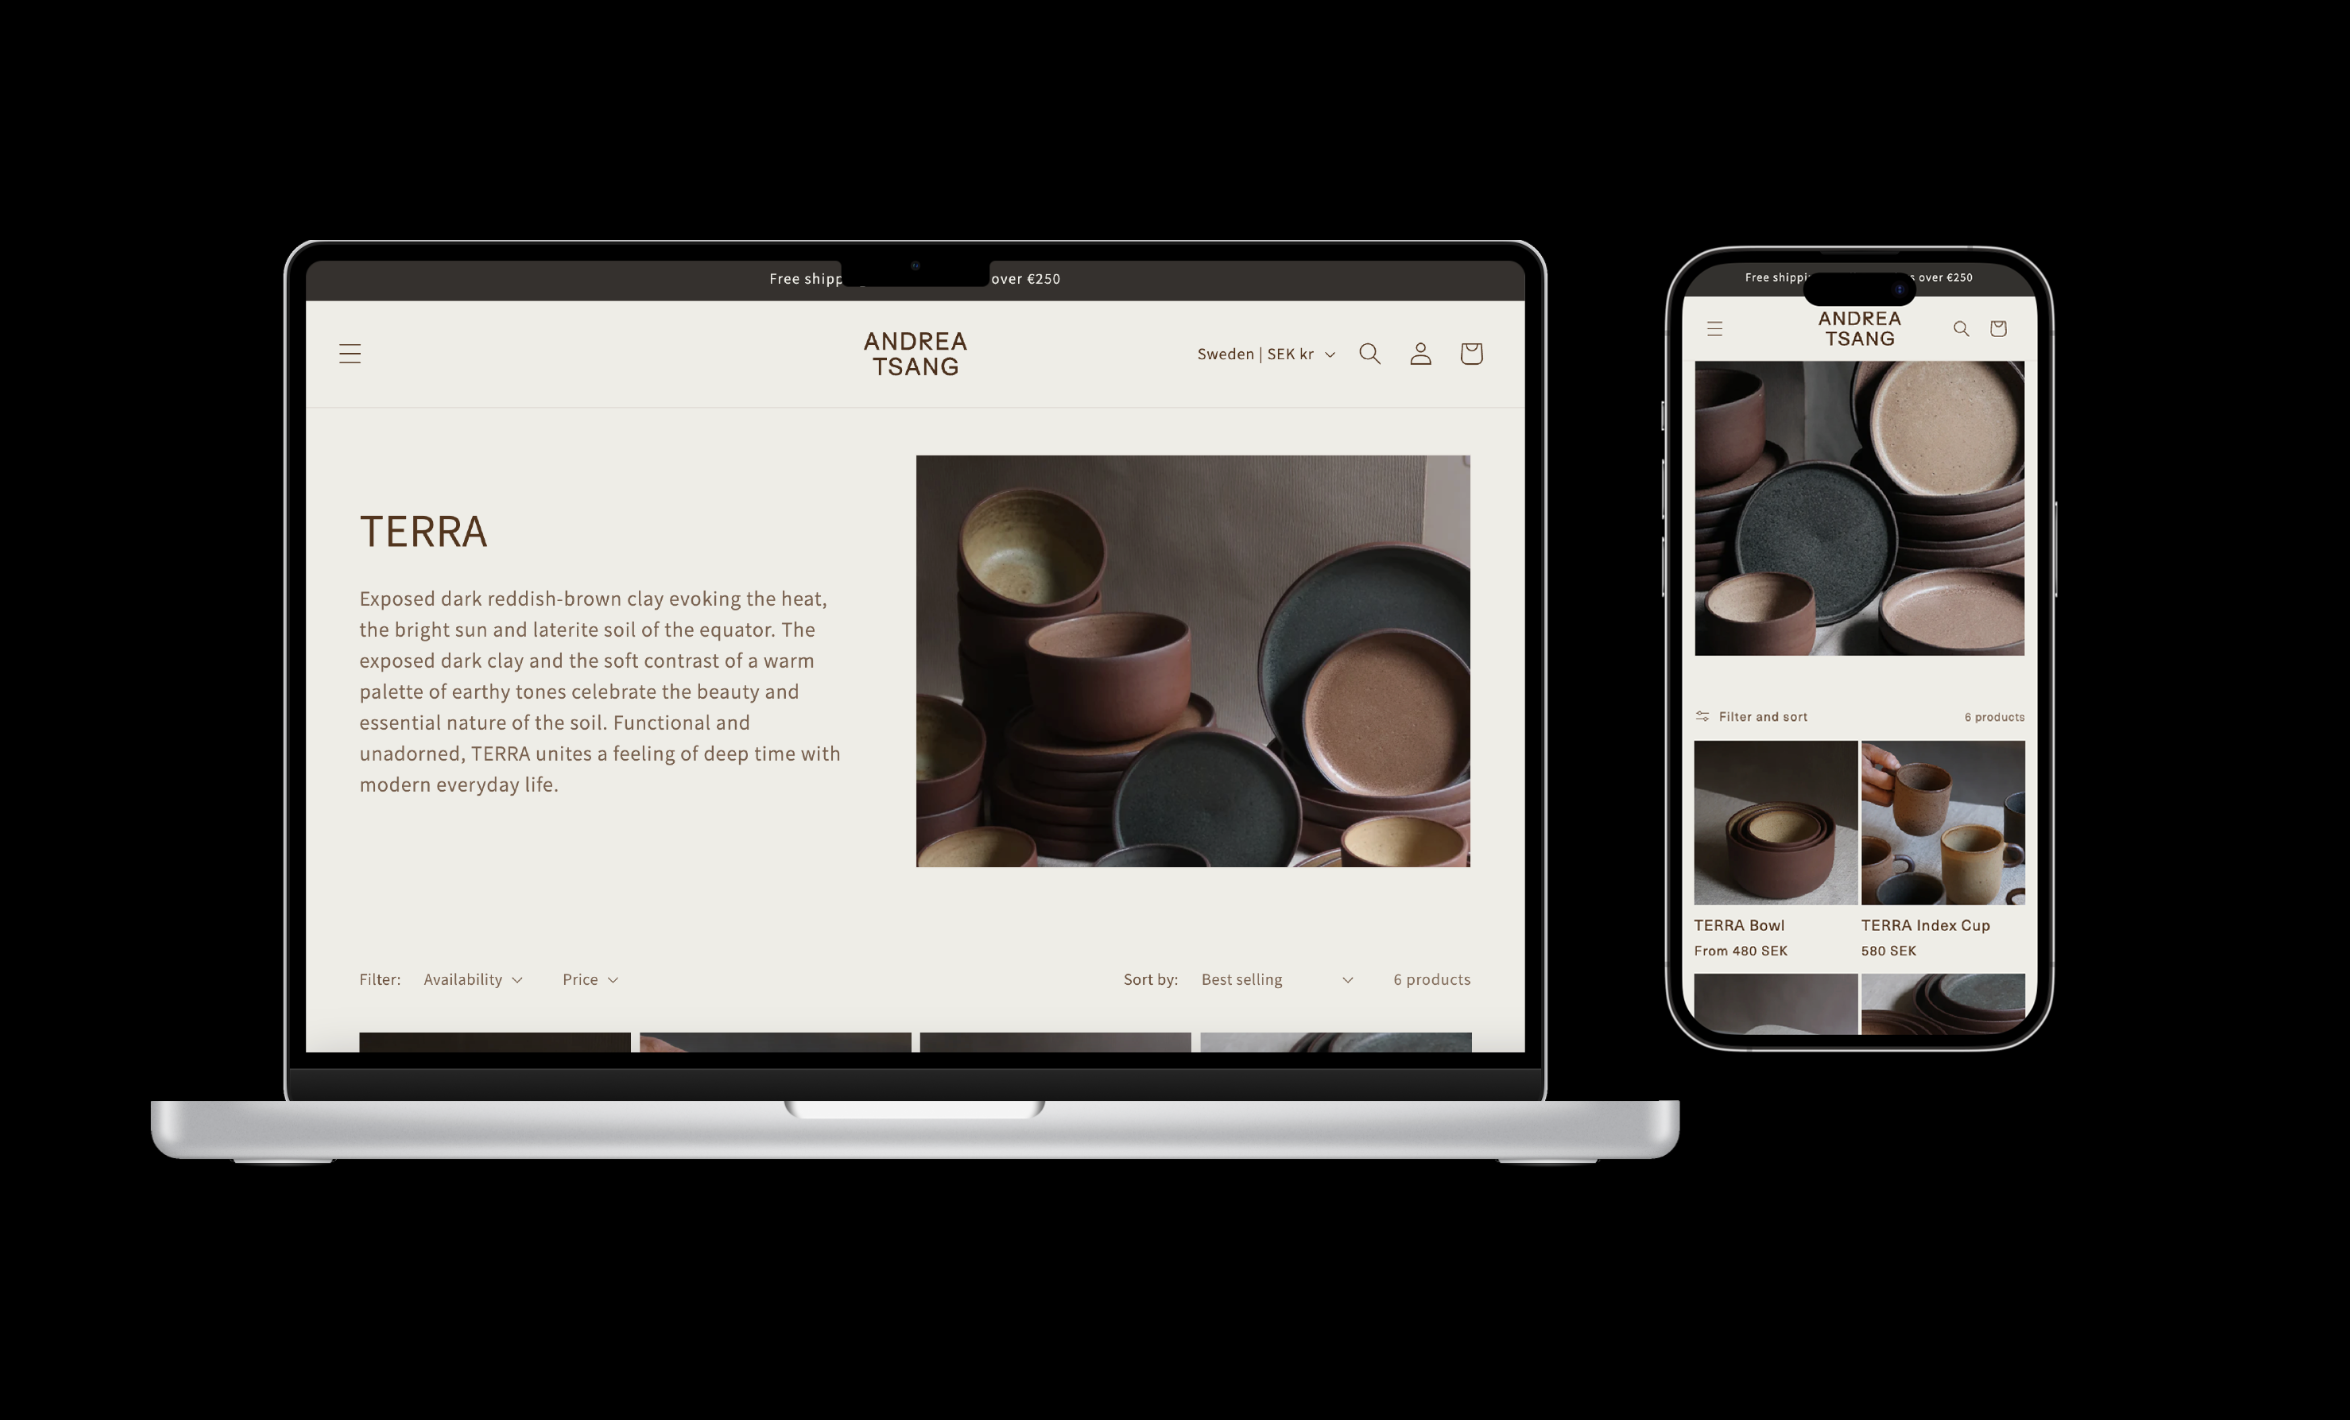 Free shipp over €250
ANDREA
TSANG
Sweden | SEK kr
TERRA
Exposed dark reddish-brown clay evoking the heat,
the bright sun and laterite soil of the equator. The
exposed dark clay and the soft contrast of a warm
palette of earthy tones celebrate the beauty and
essential nature of the soil. Functional and
unadorned, TERRA unites a feeling of deep time with
modern everyday life.
Filter: Availability Price Sort by: Best selling 6 products
Free shippi s over €250
ANDREA
TSANG
Filter and sort 6 products
TERRA Bowl TERRA Index Cup
From 480 SEK 580 SEK